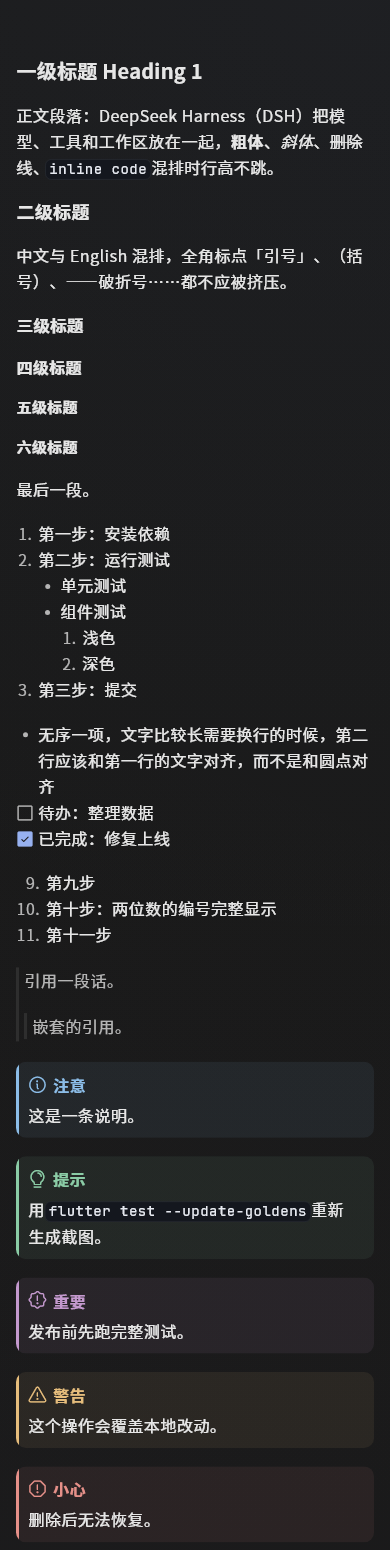 一级标题 Heading 1
正文段落：DeepSeek Harness（DSH）把模
型、工具和工作区放在一起，粗体、斜体、删除
线、inline code 混排时行高不跳。
二级标题
中文与 English 混排，全角标点「引号」、（括
号）、——破折号……都不应被挤压。
三级标题
四级标题
五级标题
六级标题
最后一段。
1. 第一步：安装依赖
2. 第二步：运行测试
• 单元测试
• 组件测试
1. 浅色
2. 深色
3. 第三步：提交
• 无序一项，文字比较长需要换行的时候，第二
行应该和第一行的文字对齐，而不是和圆点对
齐
待办：整理数据
已完成：修复上线
9. 第九步
10. 第十步：两位数的编号完整显示
11. 第十一步
引用一段话。
嵌套的引用。
注意
这是一条说明。
提示
用 flutter test --update-goldens 重新
生成截图。
重要
发布前先跑完整测试。
警告
这个操作会覆盖本地改动。
小心
删除后无法恢复。